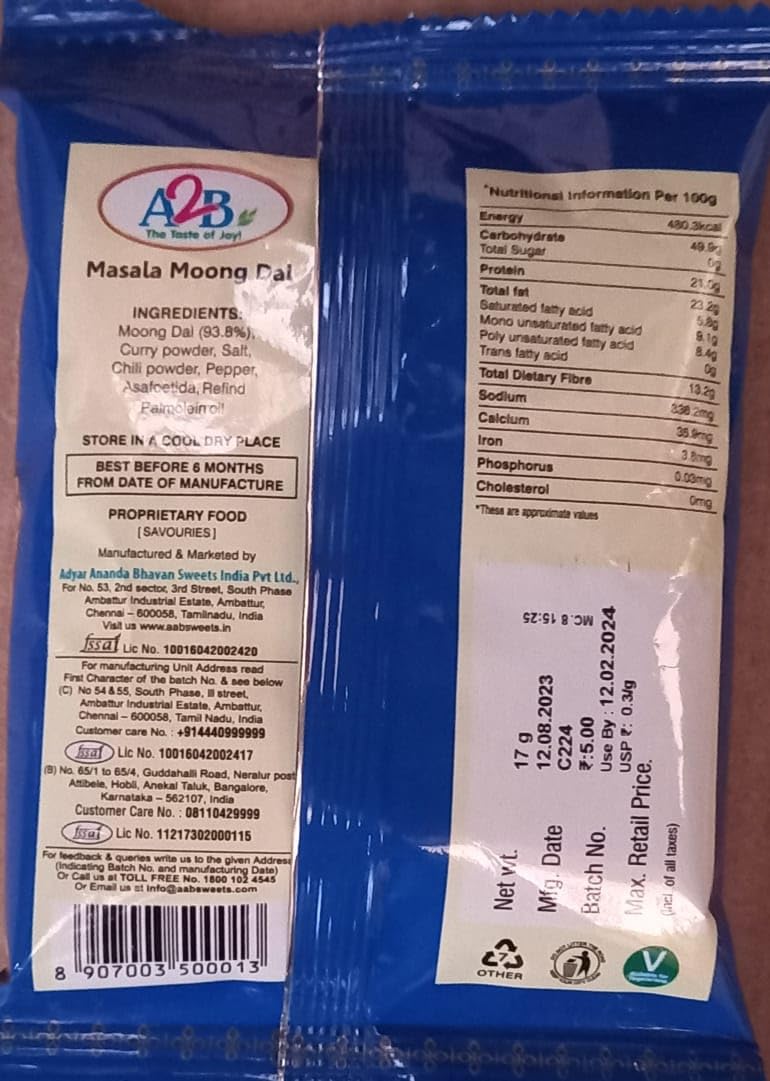 A2B
The Taste of Joy!
Masala Moong Dal
INGREDIENTS:
Moong Dal (93.8%),
Curry powder, Salt,
Chilli powder, Pepper,
Asafoetida, Refind
Palmolein oil
STORE IN A COOL DRY PLACE
BEST BEFORE 6 MONTHS
FROM DATE OF MANUFACTURE
PROPRIETARY FOOD
[SAVOURIES]
Manufactured & Marketed by
Adyar Ananda Bhavan Sweets India Pvt Ltd.,
For No. 53, 2nd sector, 3rd Street, South Phase
Ambattur Industrial Estate, Ambattur,
Chennai – 600058, Tamilnadu, India
Visit us www.aabsweets.in
fssai Lic No. 10016042002420
For manufacturing Unit Address read
First Character of the batch No. & see below
(C) No 54 & 55, South Phase, III street,
Ambattur Industrial Estate, Ambattur,
Chennai – 600058, Tamil Nadu, India
Customer care No. : +914440999999
fssai Lic No. 10016042002417
(B) No. 65/1 to 65/4, Guddahalli Road, Neralur post
Attibele, Hobli, Anekal Taluk, Bangalore,
Karnataka – 562107, India
Customer Care No. : 08110429999
fssai Lic No. 11217302000115
For feedback & queries write us to the given Address
(Indicating Batch No. and manufacturing Date)
Or Call us at TOLL FREE No. 1800 102 4545
Or Email us at Info@aabsweets.com
8 907003 500013
*Nutritional Information Per 100g
Energy 480.3kcal
Carbohydrate 49.9g
Total Sugar 0g
Protein 21.0g
Total fat 23.2g
Saturated fatty acid 5.8g
Mono unsaturated fatty acid 9.1g
Poly unsaturated fatty acid 8.4g
Trans fatty acid 0g
Total Dietary Fibre 13.2g
Sodium 336.2mg
Calcium 35.9mg
Iron 3.8mg
Phosphorus 0.03mg
Cholesterol 0mg
*These are approximate values
MC.8 15:25
Net wt. 17 g
Mfg. Date 12.08.2023
Batch No. C224
₹:5.00
Use By : 12.02.2024
Max. Retail Price. USP ₹: 0.3/g
(incl of all taxes)
7
OTHER
V